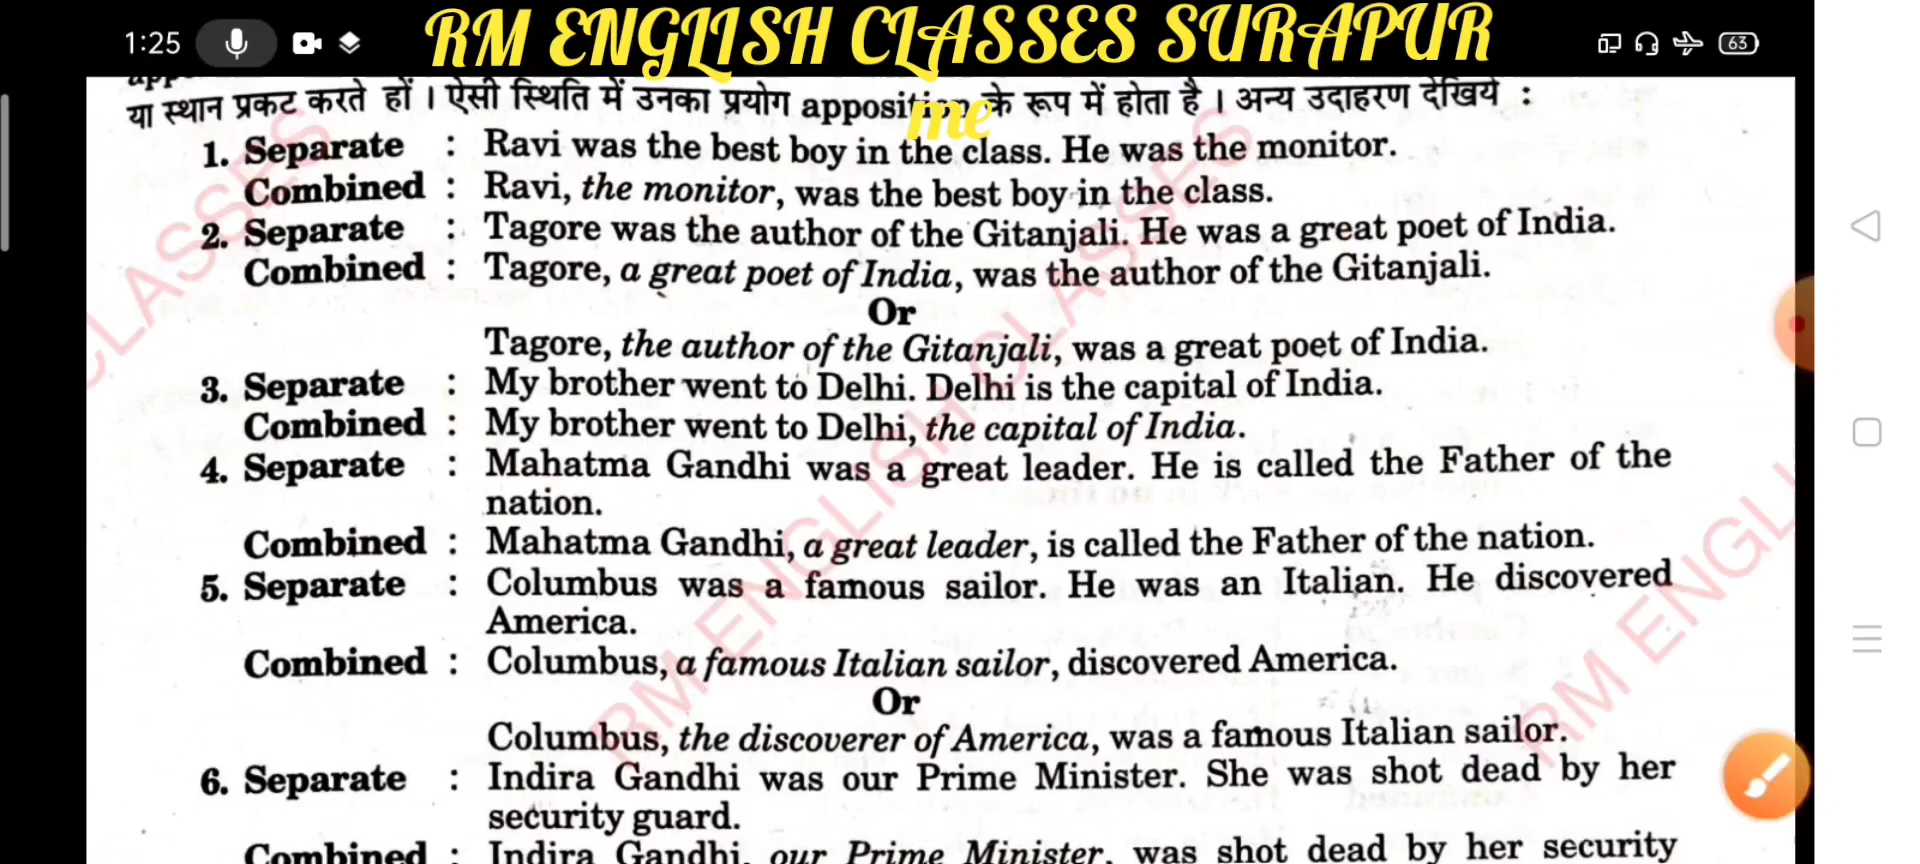 1:25
RM ENGLISH CLASSES SURAPUR
63
me
या स्थान प्रकट करते हों । ऐसी स्थिति में उनका प्रयोग apposition के रूप में होता है । अन्य उदाहरण देखिये :
1. Separate : Ravi was the best boy in the class. He was the monitor.
Combined : Ravi, the monitor, was the best boy in the class.
2. Separate : Tagore was the author of the Gitanjali. He was a great poet of India.
Combined : Tagore, a great poet of India, was the author of the Gitanjali.
Or
Tagore, the author of the Gitanjali, was a great poet of India.
3. Separate : My brother went to Delhi. Delhi is the capital of India.
Combined : My brother went to Delhi, the capital of India.
4. Separate : Mahatma Gandhi was a great leader. He is called the Father of the
nation.
Combined : Mahatma Gandhi, a great leader, is called the Father of the nation.
5. Separate : Columbus was a famous sailor. He was an Italian. He discovered
America.
Combined : Columbus, a famous Italian sailor, discovered America.
Or
Columbus, the discoverer of America, was a famous Italian sailor.
6. Separate : Indira Gandhi was our Prime Minister. She was shot dead by her
security guard.
Combined : Indira Gandhi, our Prime Minister, was shot dead by her security
CLASSES
RM ENGLISH CLASSES
RM ENGLI